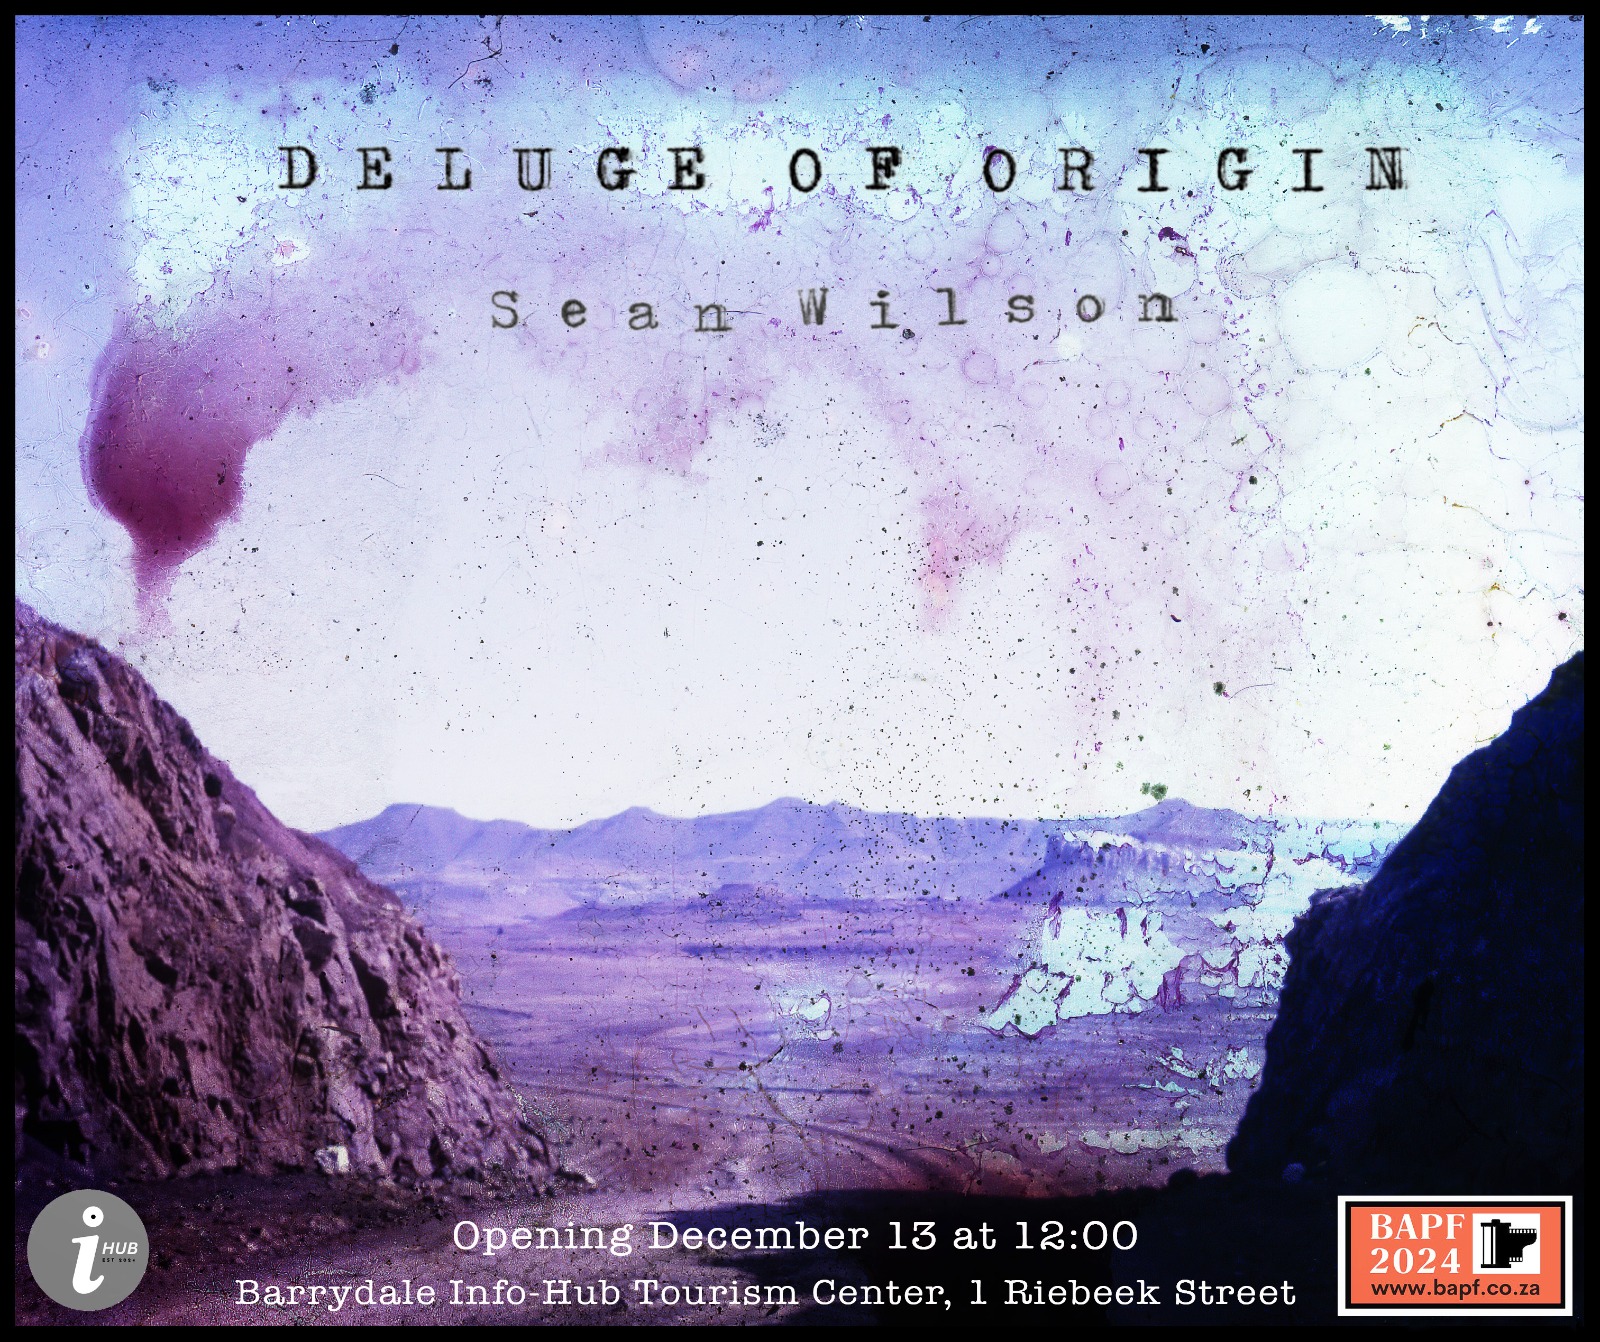 DELUGE OF ORIGIN
Sean Wilson
Opening December 13 at 12:00
Barrydale Info-Hub Tourism Center, 1 Riebeek Street
i HUB
BAPF
2024
www.bapf.co.za